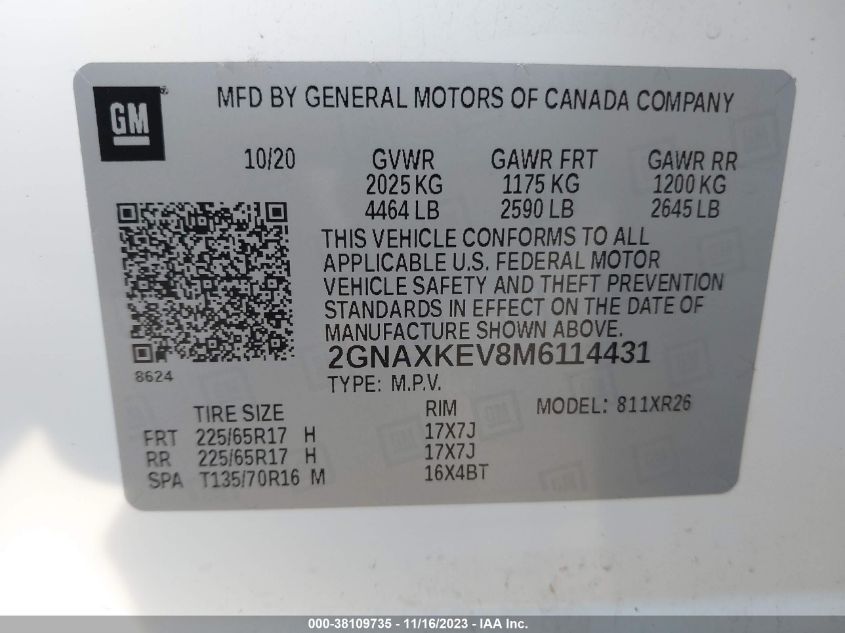 GM
MFD BY GENERAL MOTORS OF CANADA COMPANY
10/20 GVWR GAWR FRT GAWR RR
2025 KG 1175 KG 1200 KG
4464 LB 2590 LB 2645 LB
THIS VEHICLE CONFORMS TO ALL
APPLICABLE U.S. FEDERAL MOTOR
VEHICLE SAFETY AND THEFT PREVENTION
STANDARDS IN EFFECT ON THE DATE OF
MANUFACTURE SHOWN ABOVE.
8624
2GNAXKEV8M6114431
TYPE: M.P.V.
TIRE SIZE RIM MODEL: 811XR26
FRT 225/65R17 H 17X7J
RR 225/65R17 H 17X7J
SPA T135/70R16 M 16X4BT
000-38109735 - 11/16/2023 - IAA Inc.